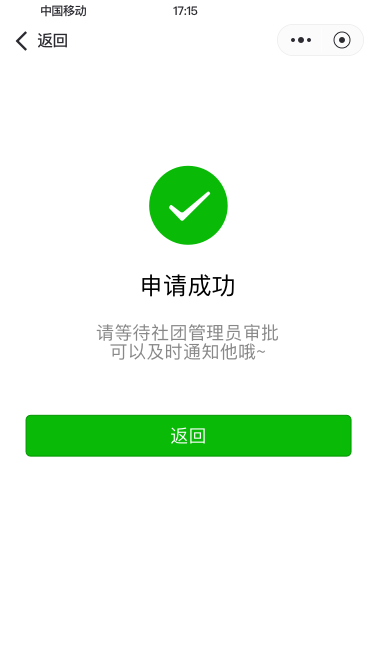 中国移动 17:15
返回
申请成功
请等待社团管理员审批
可以及时通知他哦~
返回